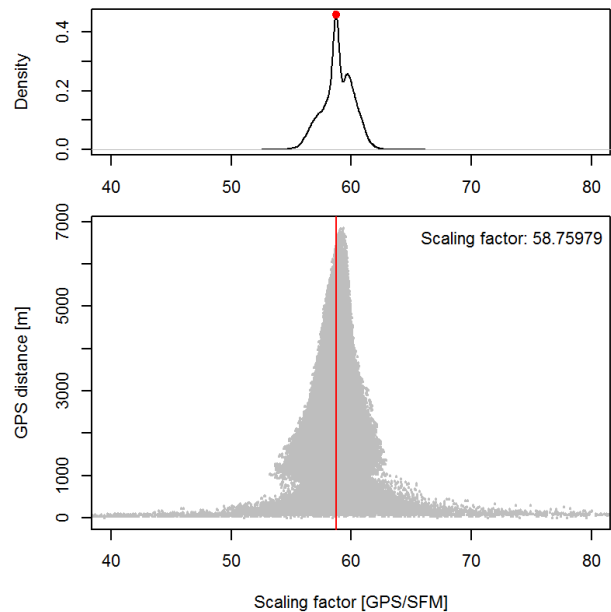 Density
0.0
0.2
0.4
40 50 60 70 80
GPS distance [m]
0
1000
3000
5000
7000
Scaling factor: 58.75979
40 50 60 70 80
Scaling factor [GPS/SFM]